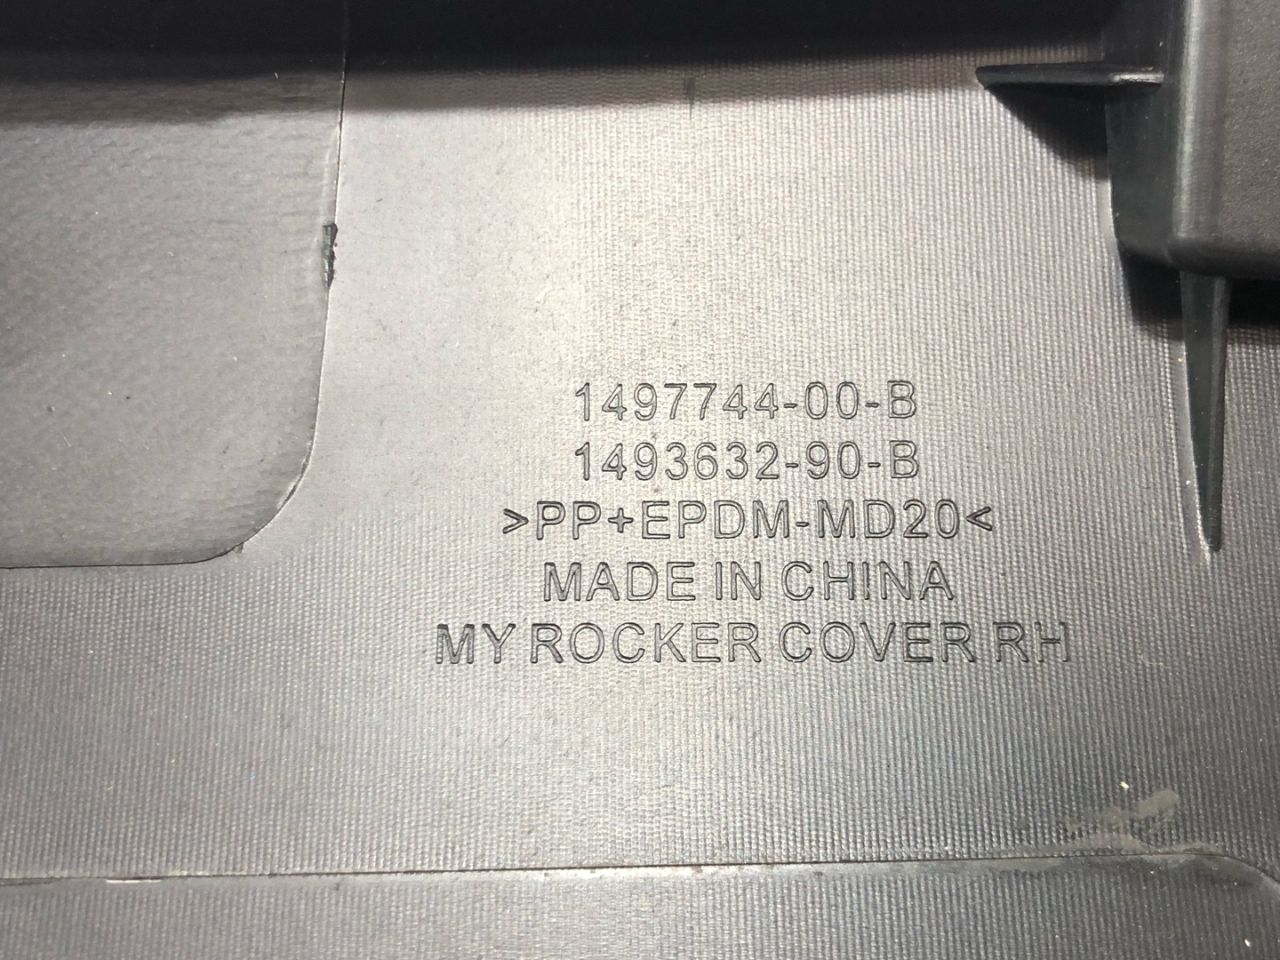 1497744-00-B
1493632-90-B
>PP+EPDM-MD20<
MADE IN CHINA
MY ROCKER COVER RH